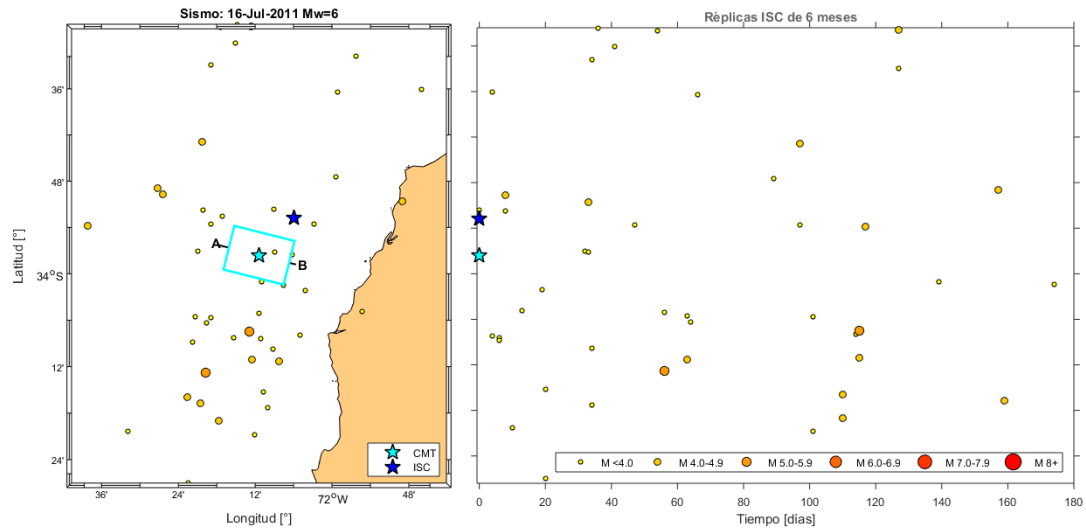 Sismo: 16-Jul-2011 Mw=6
Réplicas ISC de 6 meses
36'
48'
34°S
12'
24'
Latitud [°]
A
B
CMT
ISC
36'
24'
12'
72°W
48'
Longitud [°]
M <4.0
M 4.0-4.9
M 5.0-5.9
M 6.0-6.9
M 7.0-7.9
M 8+
0
20
40
60
80
100
120
140
160
180
Tiempo [dias]